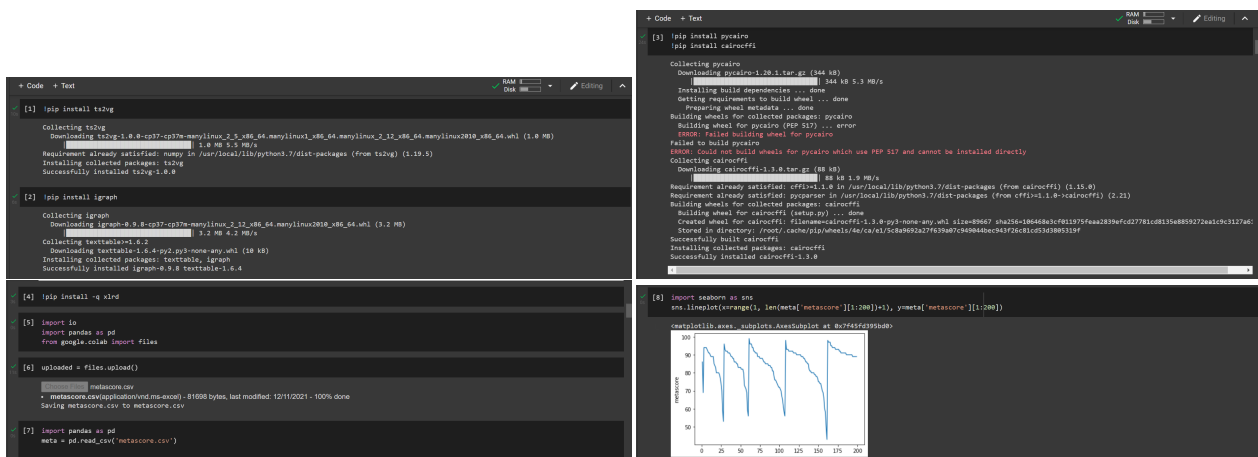 + Code + Text
RAM
Disk
Editing
[1] !pip install ts2vg
Collecting ts2vg
Downloading ts2vg-1.0.0-cp37-cp37m-manylinux_2_5_x86_64.manylinux1_x86_64.manylinux_2_12_x86_64.manylinux2010_x86_64.whl (1.0 MB)
| | 1.0 MB 5.5 MB/s
Requirement already satisfied: numpy in /usr/local/lib/python3.7/dist-packages (from ts2vg) (1.19.5)
Installing collected packages: ts2vg
Successfully installed ts2vg-1.0.0
[2] !pip install igraph
Collecting igraph
Downloading igraph-0.9.8-cp37-cp37m-manylinux_2_12_x86_64.manylinux2010_x86_64.whl (3.2 MB)
| | 3.2 MB 4.2 MB/s
Collecting texttable>=1.6.2
Downloading texttable-1.6.4-py2.py3-none-any.whl (10 kB)
Installing collected packages: texttable, igraph
Successfully installed igraph-0.9.8 texttable-1.6.4
+ Code + Text
RAM
Disk
Editing
[3] !pip install pycairo
!pip install cairocffi
Collecting pycairo
Downloading pycairo-1.20.1.tar.gz (344 kB)
| | 344 kB 5.3 MB/s
Installing build dependencies ... done
Getting requirements to build wheel ... done
Preparing wheel metadata ... done
Building wheels for collected packages: pycairo
Building wheel for pycairo (PEP 517) ... error
ERROR: Failed building wheel for pycairo
Failed to build pycairo
ERROR: Could not build wheels for pycairo which use PEP 517 and cannot be installed directly
Collecting cairocffi
Downloading cairocffi-1.3.0.tar.gz (88 kB)
| | 88 kB 1.9 MB/s
Requirement already satisfied: cffi>=1.1.0 in /usr/local/lib/python3.7/dist-packages (from cairocffi) (1.15.0)
Requirement already satisfied: pycparser in /usr/local/lib/python3.7/dist-packages (from cffi>=1.1.0->cairocffi) (2.21)
Building wheels for collected packages: cairocffi
Building wheel for cairocffi (setup.py) ... done
Created wheel for cairocffi: filename=cairocffi-1.3.0-py3-none-any.whl size=89667
Stored in directory:
Successfully built cairocffi
Installing collected packages: cairocffi
Successfully installed cairocffi-1.3.0
[4] !pip install -q xlrd
[5] import io
import pandas as pd
from google.colab import files
[6] uploaded = files.upload()
Choose Files metascore.csv
• metascore.csv(application/vnd.ms-excel) - 81698 bytes, last modified: 12/11/2021 - 100% done
Saving metascore.csv to metascore.csv
[7] import pandas as pd
meta = pd.read_csv('metascore.csv')
[8] import seaborn as sns
sns.lineplot(x=range(1, len(meta['metascore'][1:200])+1), y=meta['metascore'][1:200])
<matplotlib.axes._subplots.AxesSubplot at 0x7f45fd395bd0>
100
90
80
70
60
50
metascore
0 25 50 75 100 125 150 175 200